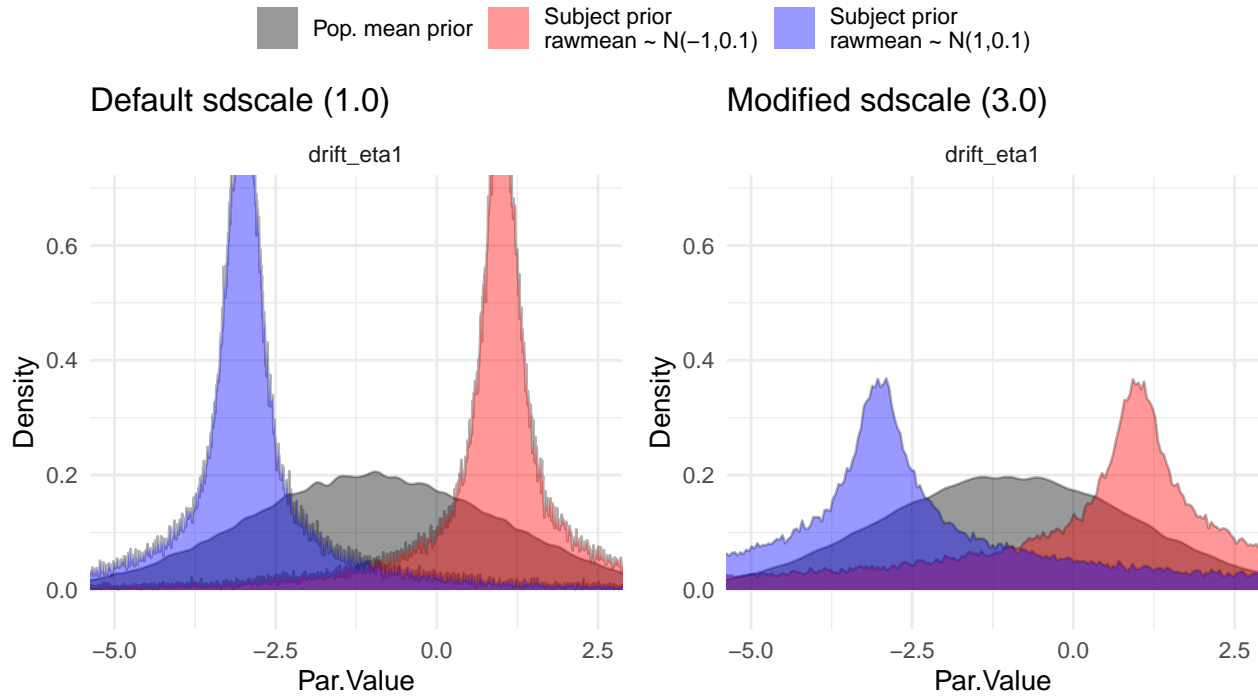 Pop. mean prior
Subject prior
rawmean ~ N(−1,0.1)
Subject prior
rawmean ~ N(1,0.1)
Default sdscale (1.0)
Modified sdscale (3.0)
drift_eta1
drift_eta1
Density
0.6
0.4
0.2
0.0
−5.0
−2.5
0.0
2.5
Par.Value
Density
0.6
0.4
0.2
0.0
−5.0
−2.5
0.0
2.5
Par.Value